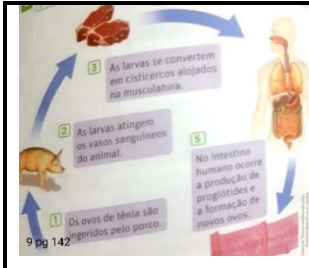 3
As larvas se convertem
em cisticercos alojados
na musculatura.
2
As larvas atingem
os vasos sanguíneos
do animal.
5
No intestino
humano ocorre
a produção de
proglótides e
a formação de
novos ovos.
1
Os ovos de tênia são
ingeridos pelo porco.
9 pg 142